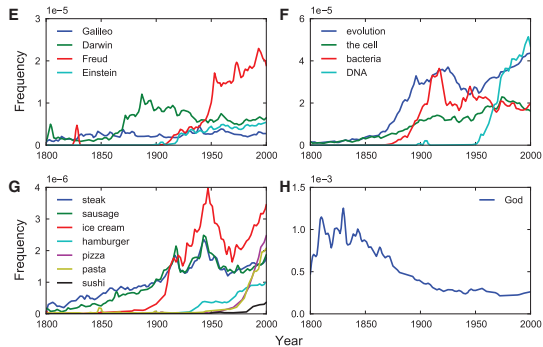 E
1e−5
Frequency
Galileo
Darwin
Freud
Einstein
3
2
1
0
1800 1850 1900 1950 2000
F
1e−5
evolution
the cell
bacteria
DNA
6
5
4
3
2
1
0
1800 1850 1900 1950 2000
G
1e−6
Frequency
steak
sausage
ice cream
hamburger
pizza
pasta
sushi
4
3
2
1
0
1800 1850 1900 1950 2000
H
1e−3
God
1.5
1.0
0.5
0.0
1800 1850 1900 1950 2000
Year